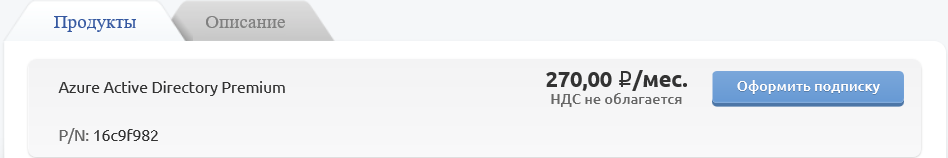 Продукты Описание
Azure Active Directory Premium
270,00 ₽/мес.
НДС не облагается
Оформить подписку
P/N: 16c9f982